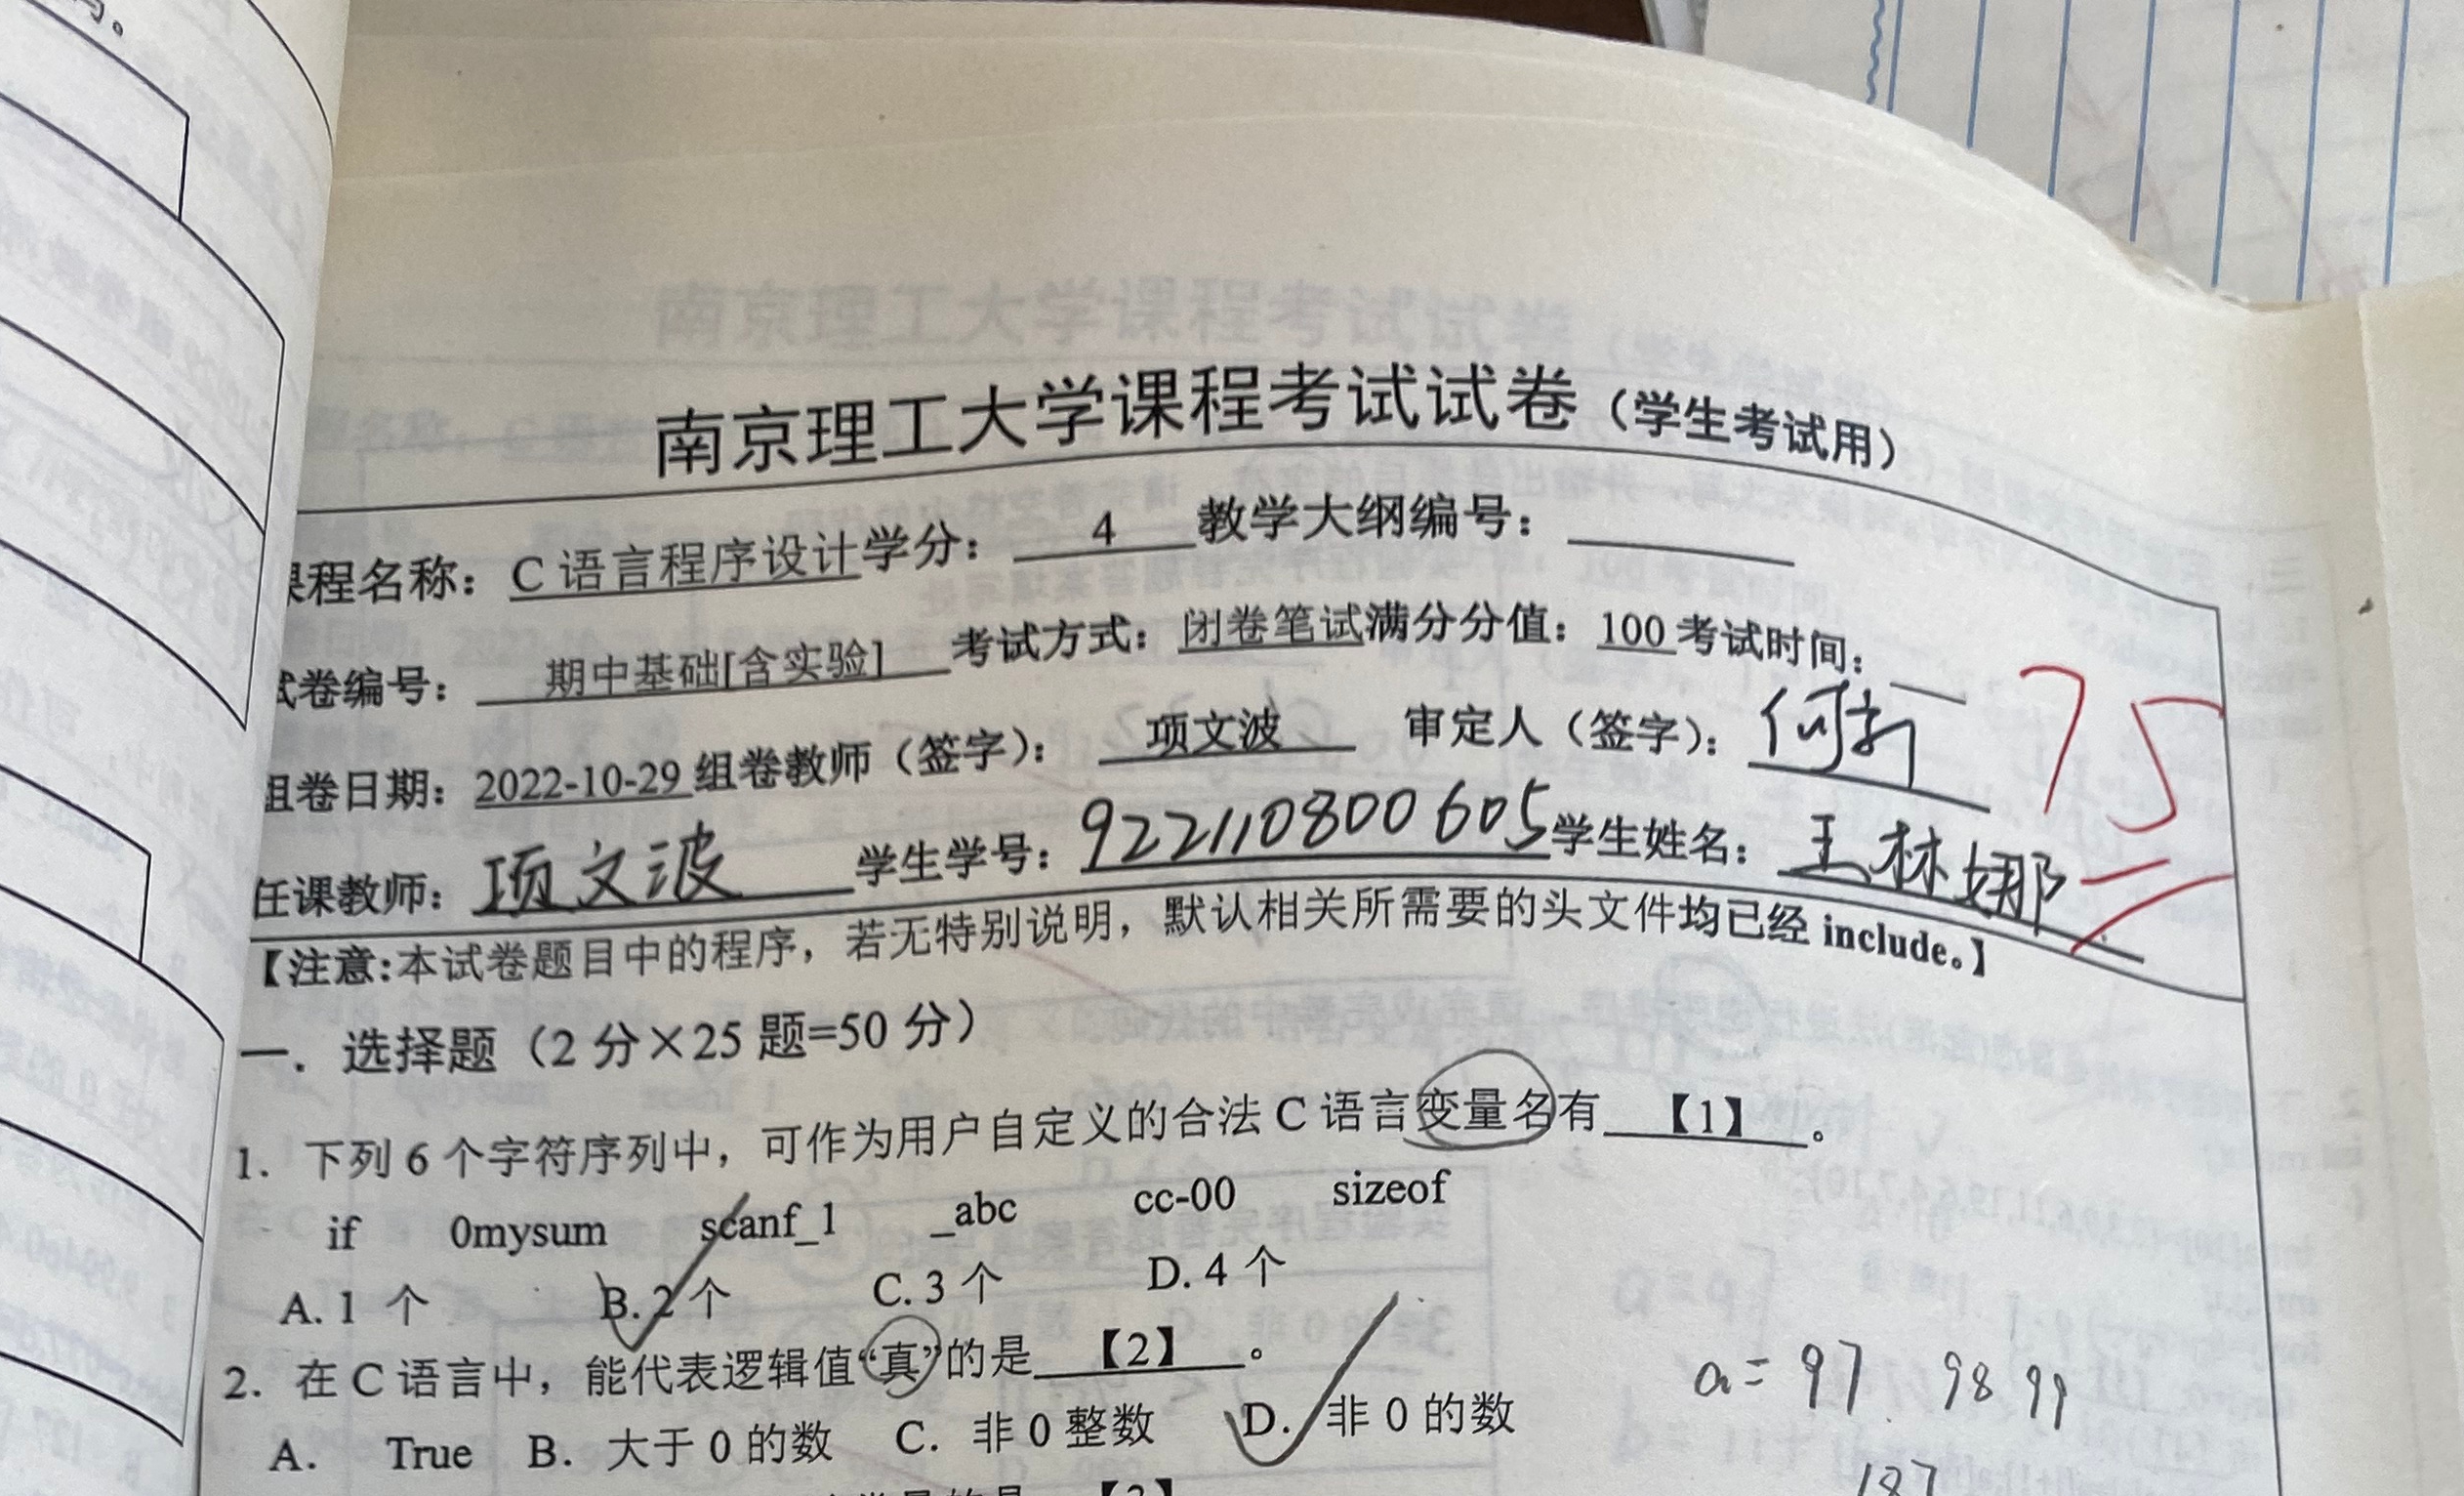 南京理工大学课程考试试卷（学生考试用）
课程名称：C 语言程序设计学分：4 教学大纲编号：
试卷编号：期中基础[含实验] 考试方式：闭卷笔试满分分值：100 考试时间：
75
组卷日期：2022-10-29 组卷教师（签字）：项文波 审定人（签字）：何新
任课教师：项文波 学生学号：922110800605 学生姓名：王林娜
【注意:本试卷题目中的程序，若无特别说明，默认相关所需要的头文件均已经 include。】
一．选择题（2 分×25 题=50 分）
1. 下列 6 个字符序列中，可作为用户自定义的合法 C 语言变量名有 【1】 。
if 0mysum scanf_1 _abc cc-00 sizeof
A. 1 个 B. 2 个 C. 3 个 D. 4 个
2. 在 C 语言中，能代表逻辑值“真”的是 【2】 。
A. True B. 大于 0 的数 C. 非 0 整数 D. 非 0 的数
a= 97 98 99